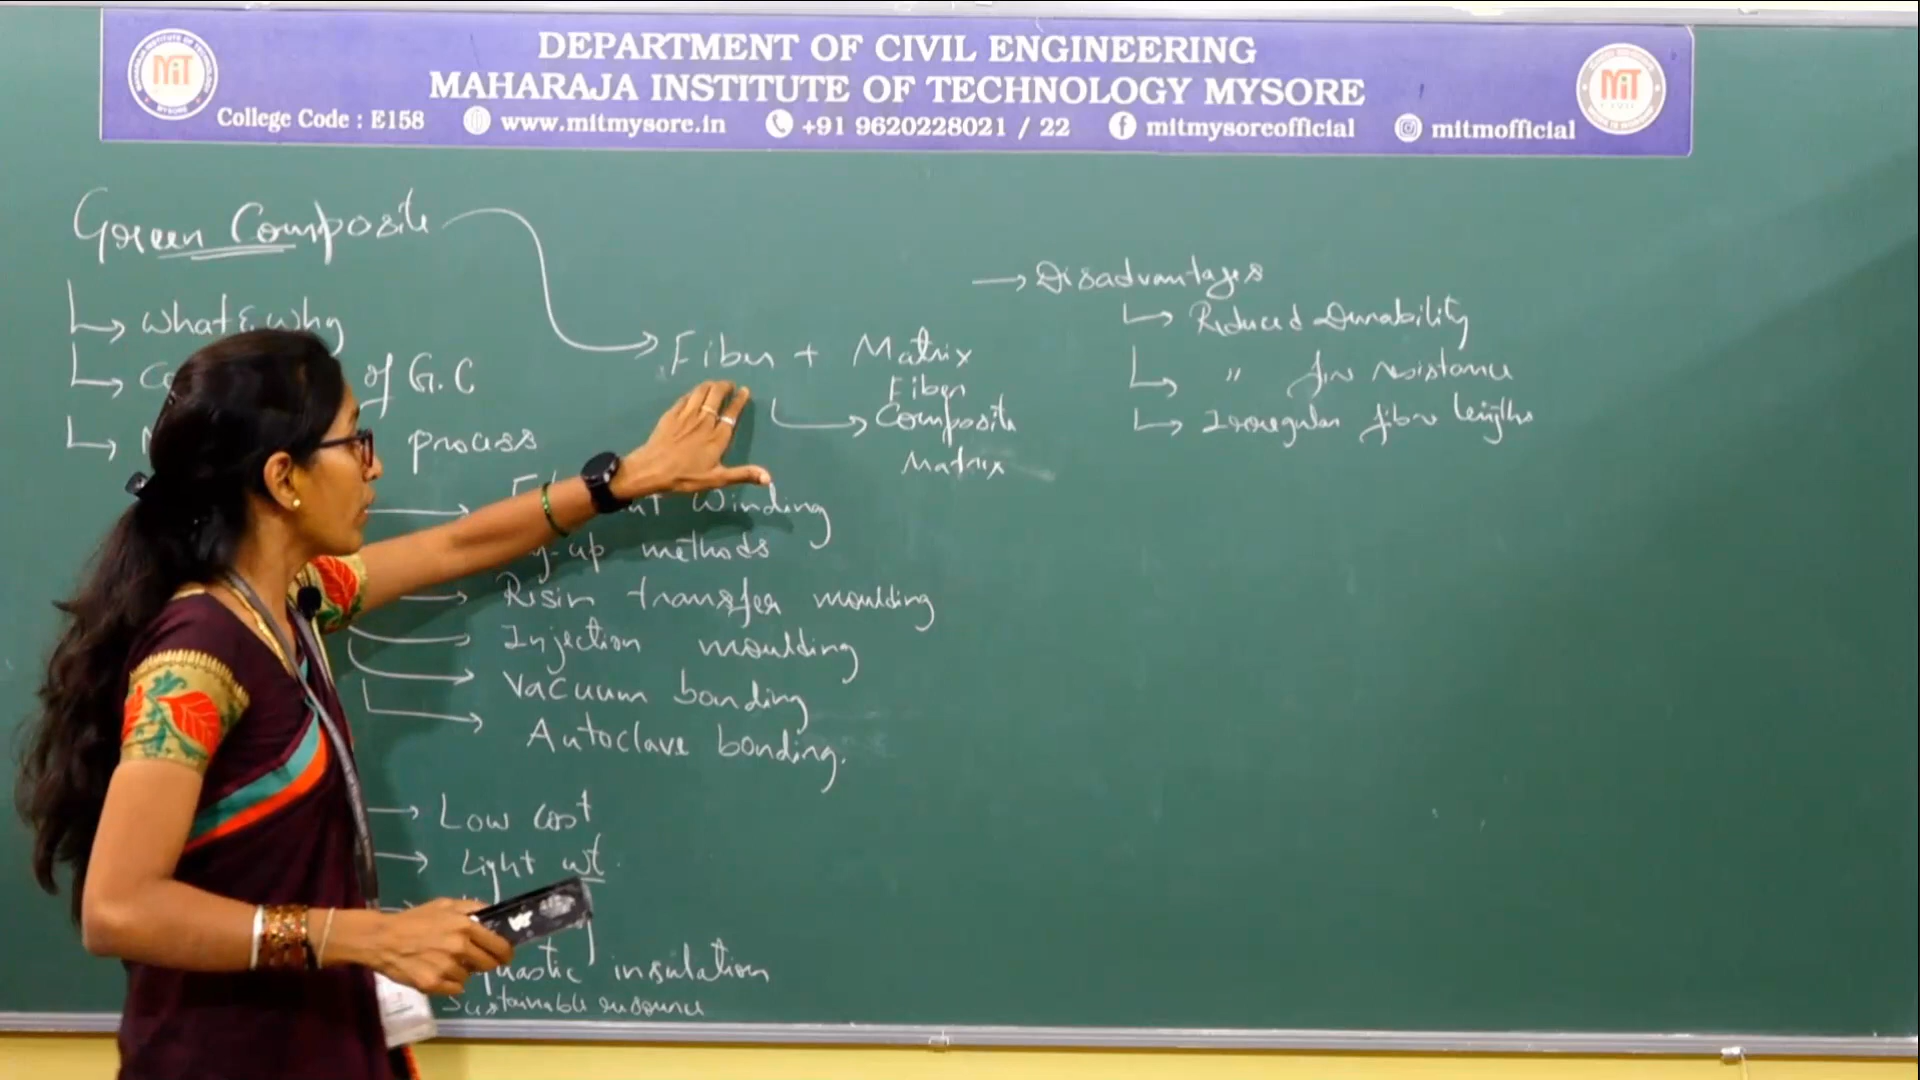 DEPARTMENT OF CIVIL ENGINEERING
MAHARAJA INSTITUTE OF TECHNOLOGY MYSORE
College Code : E158 www.mitmysore.in +91 9620228021 / 22 mitmysoreofficial mitmofficial
MiT
MiT
Green Composite
What & Why
of G.C
process
Fiber + Matrix
Fiber
Composite
Matrix
Winding
methods
Resin transfer moulding
Injection moulding
Vacuum bonding
Autoclave bonding.
Low cost
Light wt.
insulation
Sustainable resource
Disadvantages
Reduced Durability
" fire resistance
Irregular fibre lengths